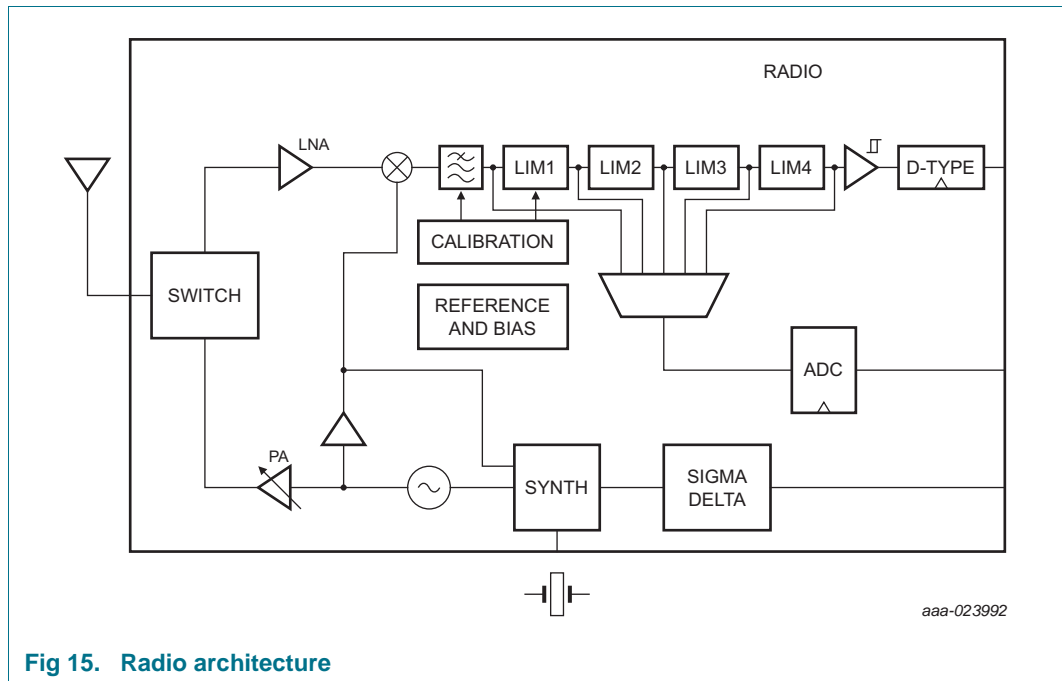 RADIO
LNA
LIM1
LIM2
LIM3
LIM4
D-TYPE
CALIBRATION
SWITCH
REFERENCE
AND BIAS
ADC
PA
SYNTH
SIGMA
DELTA
aaa-023992
Fig 15. Radio architecture